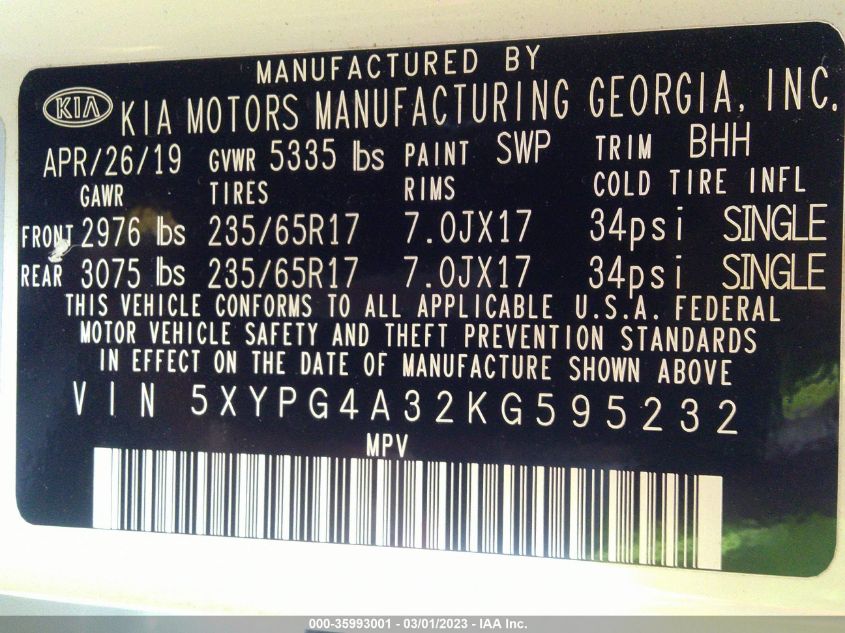 MANUFACTURED BY
KIA KIA MOTORS MANUFACTURING GEORGIA, INC.
APR/26/19 GVWR 5335 lbs PAINT SWP TRIM BHH
GAWR TIRES RIMS COLD TIRE INFL
FRONT 2976 lbs 235/65R17 7.0JX17 34psi SINGLE
REAR 3075 lbs 235/65R17 7.0JX17 34psi SINGLE
THIS VEHICLE CONFORMS TO ALL APPLICABLE U.S.A. FEDERAL
MOTOR VEHICLE SAFETY AND THEFT PREVENTION STANDARDS
IN EFFECT ON THE DATE OF MANUFACTURE SHOWN ABOVE
VIN 5XYPG4A32KG595232
MPV
000-35993001 - 03/01/2023 - IAA Inc.